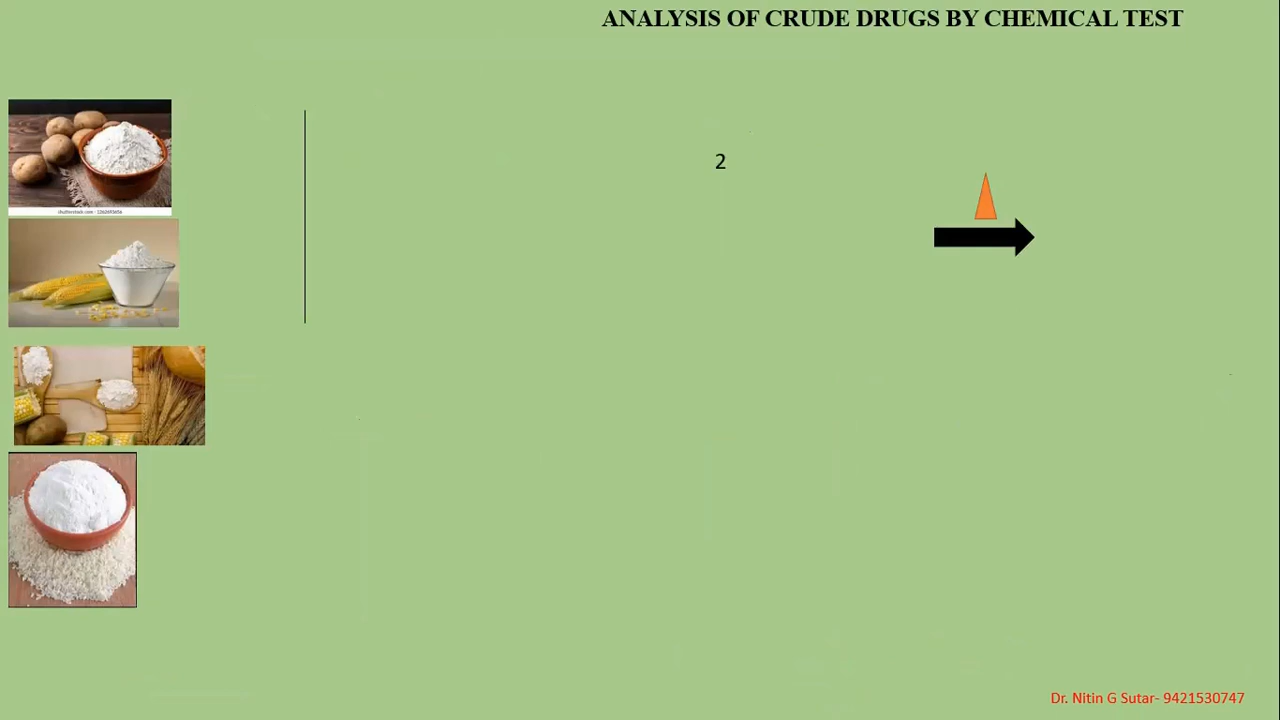 ANALYSIS OF CRUDE DRUGS BY CHEMICAL TEST
2
Dr. Nitin G Sutar- 9421530747